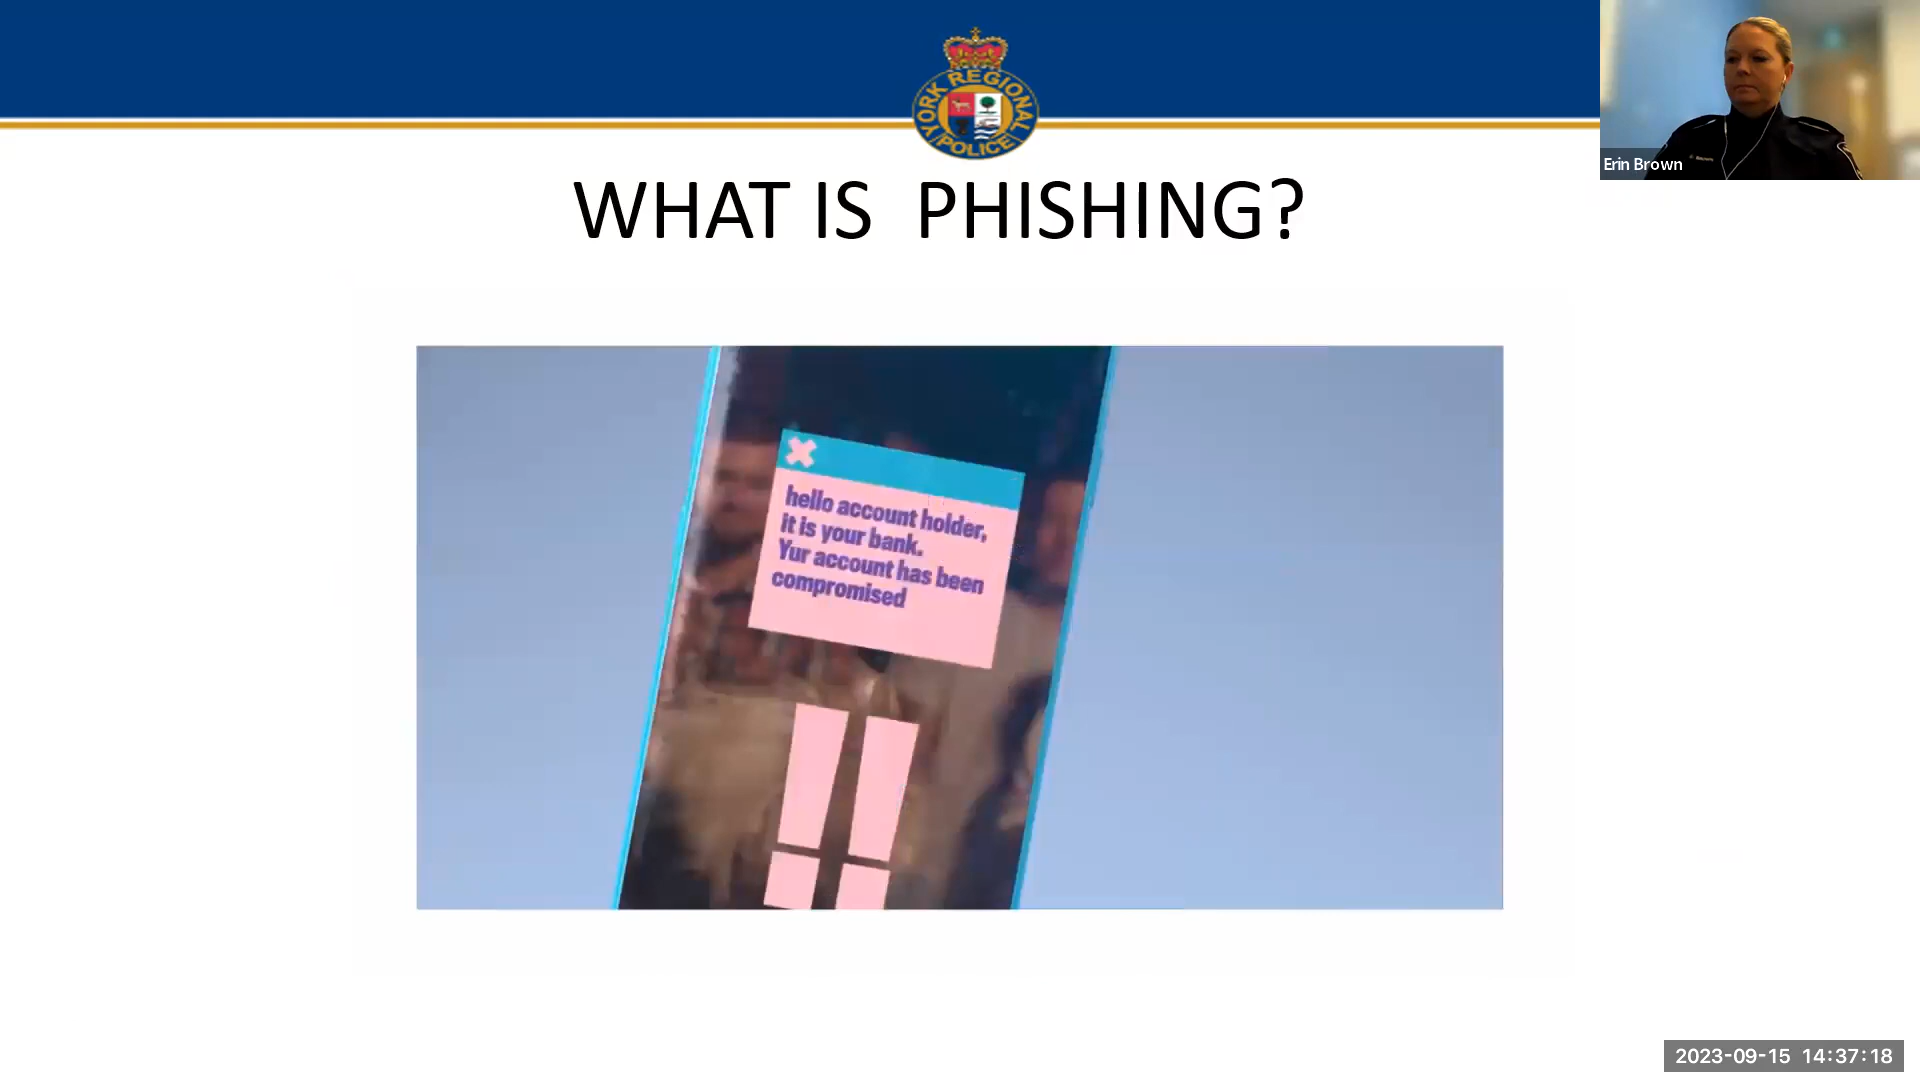 YORK REGIONAL
POLICE
Erin Brown
WHAT IS  PHISHING?
hello account holder,
it is your bank.
Yur account has been
compromised
2023-09-15  14:37:18